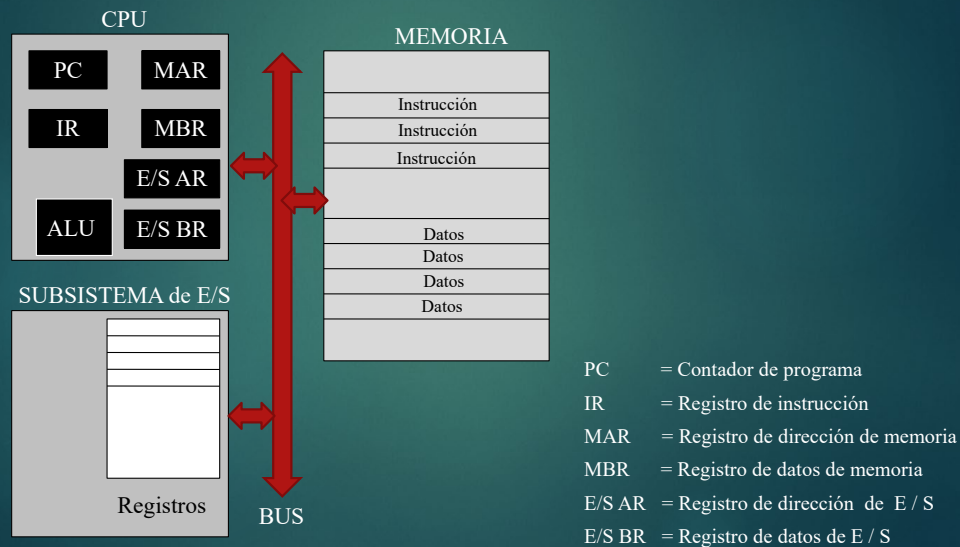 CPU
PC
MAR
IR
MBR
E/S AR
ALU
E/S BR
SUBSISTEMA de E/S
Registros
BUS
MEMORIA
Instrucción
Instrucción
Instrucción
Datos
Datos
Datos
Datos
PC = Contador de programa
IR = Registro de instrucción
MAR = Registro de dirección de memoria
MBR = Registro de datos de memoria
E/S AR = Registro de dirección de E / S
E/S BR = Registro de datos de E / S